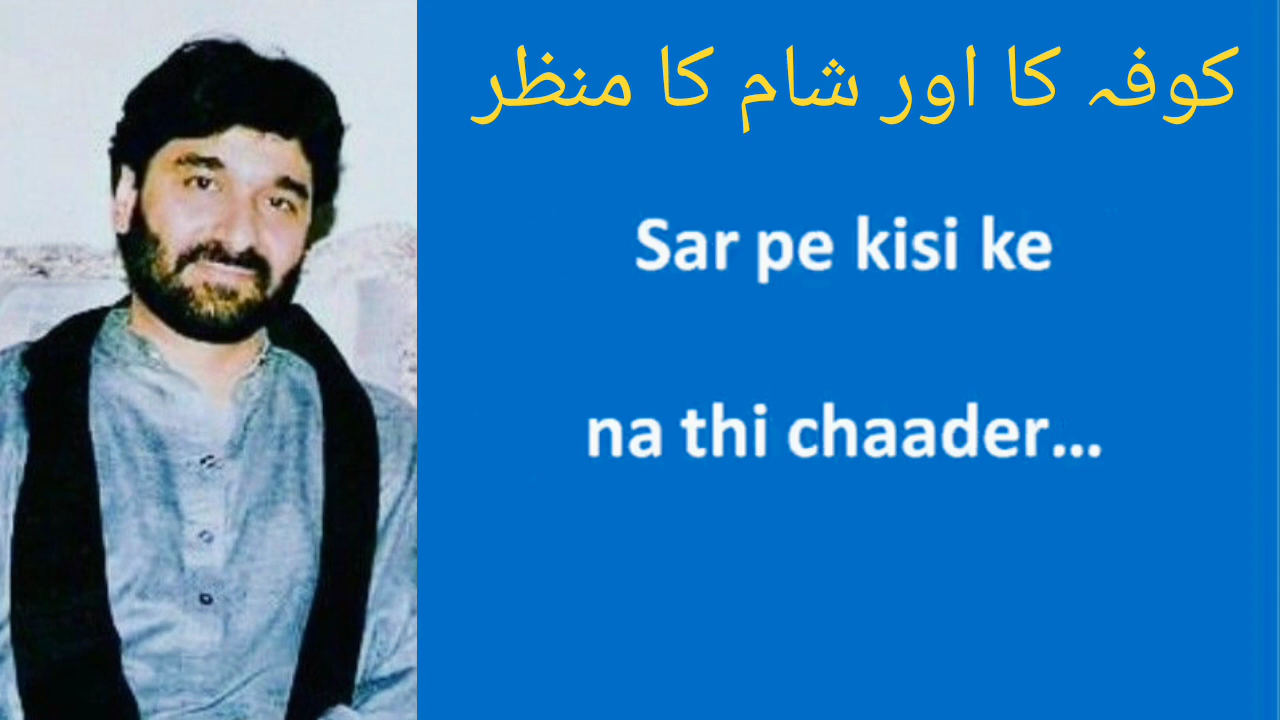 کوفہ کا اور شام کا منظر
Sar pe kisi ke
na thi chaader...